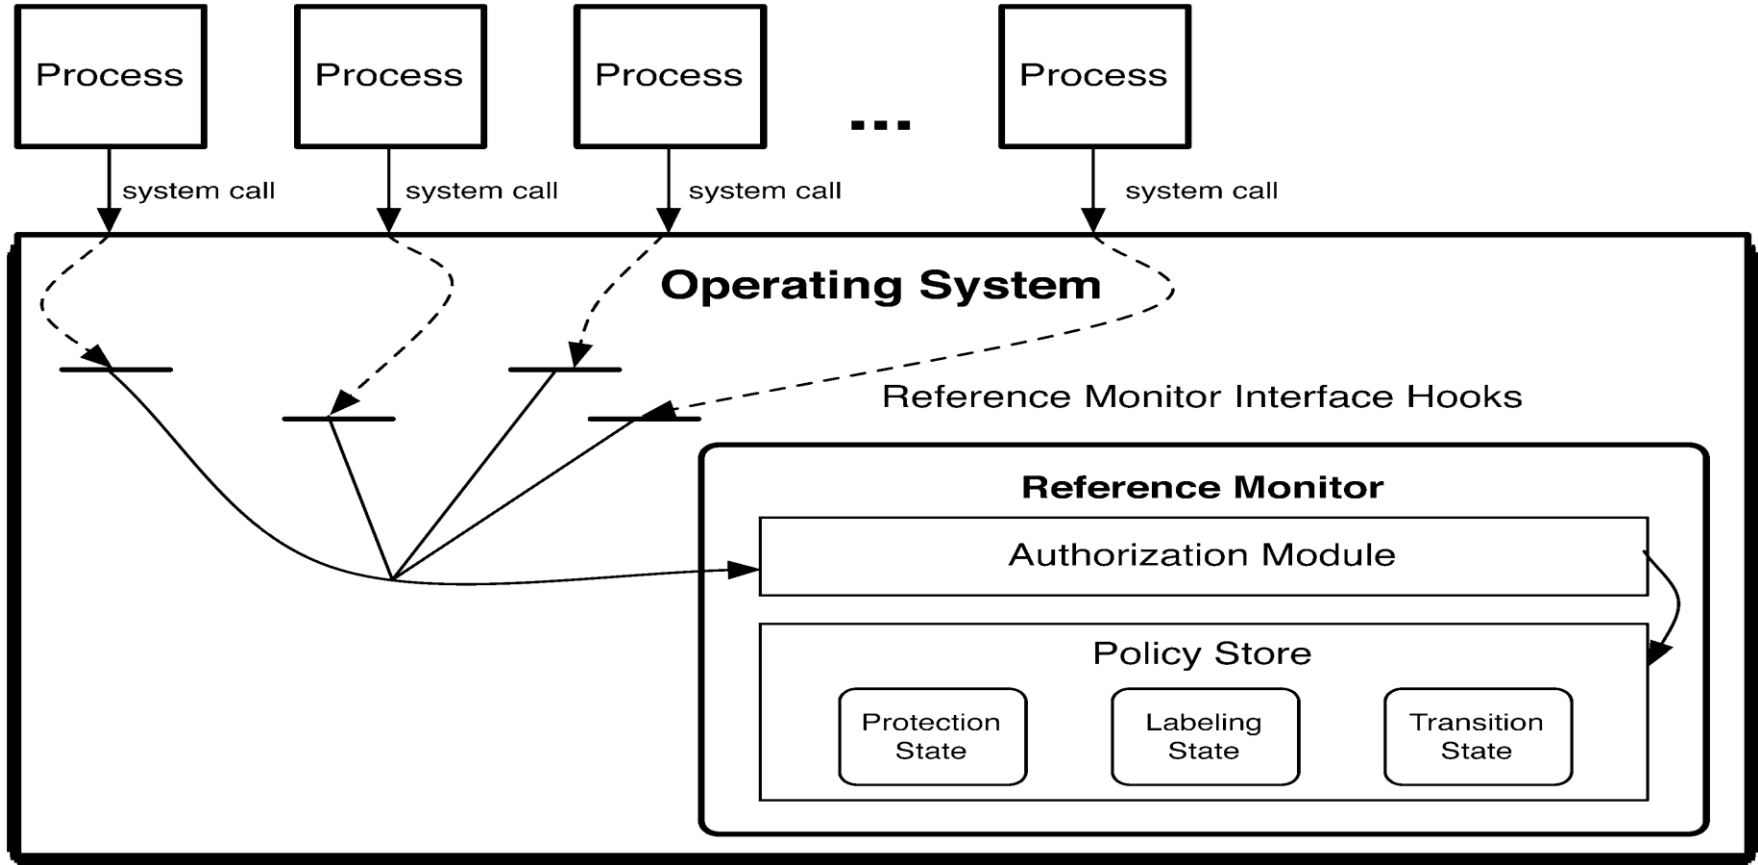 Process
Process
Process
...
Process
system call
system call
system call
system call
Operating System
Reference Monitor Interface Hooks
Reference Monitor
Authorization Module
Policy Store
Protection
State
Labeling
State
Transition
State